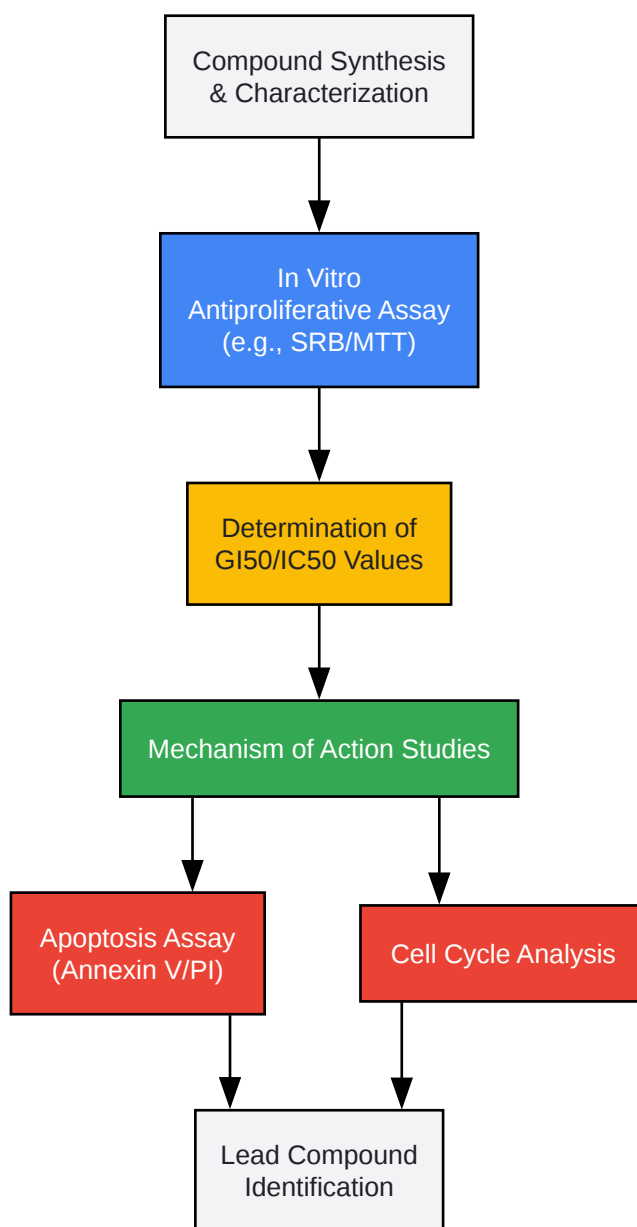 Compound Synthesis
& Characterization
In Vitro
Antiproliferative Assay
(e.g., SRB/MTT)
Determination of
GI50/IC50 Values
Mechanism of Action Studies
Apoptosis Assay
(Annexin V/PI)
Cell Cycle Analysis
Lead Compound
Identification